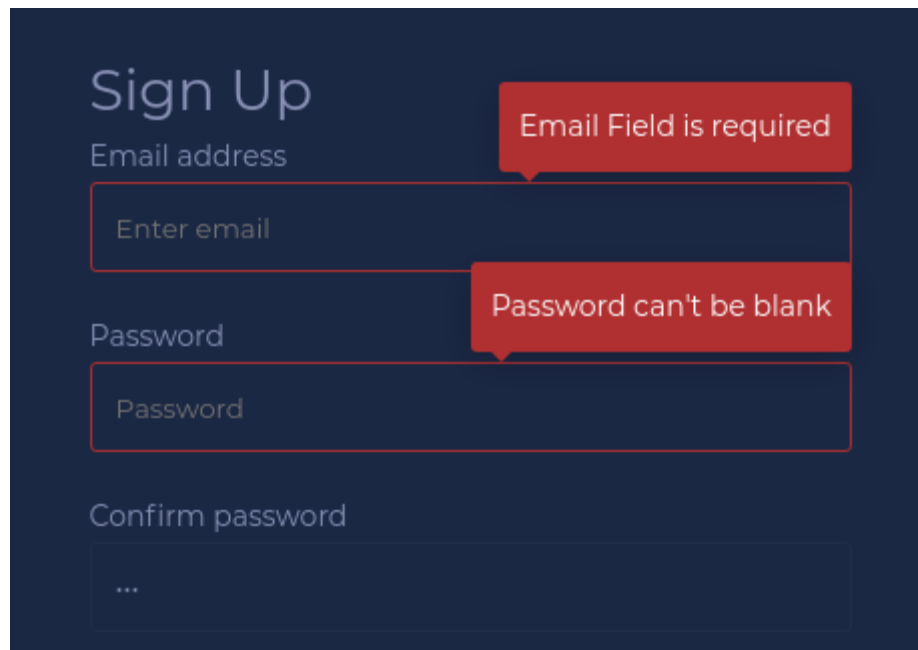 Sign Up
Email Field is required
Email address
Enter email
Password can't be blank
Password
Password
Confirm password
...